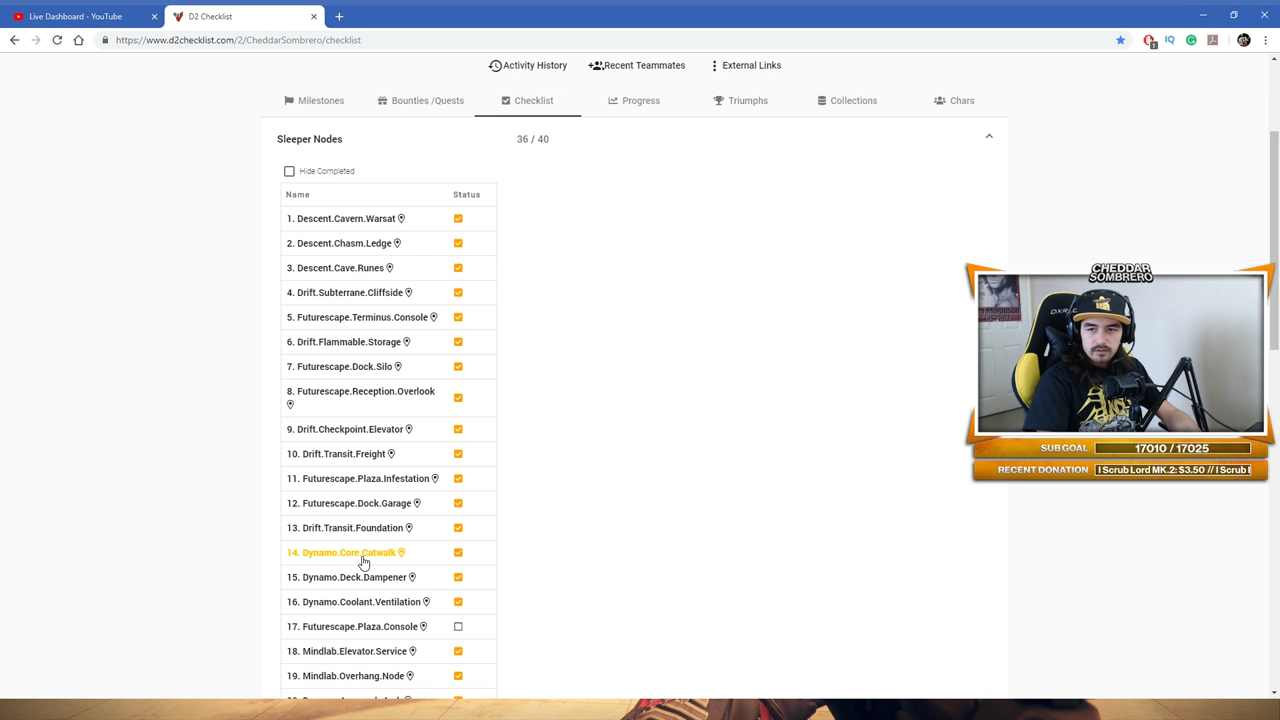 Live Dashboard - YouTube
D2 Checklist
https://www.d2checklist.com/2/CheddarSombrero/checklist
1
Activity History
Recent Teammates
External Links
Milestones
Bounties /Quests
Checklist
Progress
Triumphs
Collections
Chars
Sleeper Nodes
36 / 40
Hide Completed
Name Status
1. Descent.Cavern.Warsat
2. Descent.Chasm.Ledge
3. Descent.Cave.Runes
4. Drift.Subterrane.Cliffside
5. Futurescape.Terminus.Console
6. Drift.Flammable.Storage
7. Futurescape.Dock.Silo
8. Futurescape.Reception.Overlook
9. Drift.Checkpoint.Elevator
10. Drift.Transit.Freight
11. Futurescape.Plaza.Infestation
12. Futurescape.Dock.Garage
13. Drift.Transit.Foundation
14. Dynamo.Core.Catwalk
15. Dynamo.Deck.Dampener
16. Dynamo.Coolant.Ventilation
17. Futurescape.Plaza.Console
18. Mindlab.Elevator.Service
19. Mindlab.Overhang.Node
CHEDDAR
SOMBRERO
DXR
SUB GOAL 17010 / 17025
RECENT DONATION I Scrub Lord MK.2: $3.50 // I Scrub l